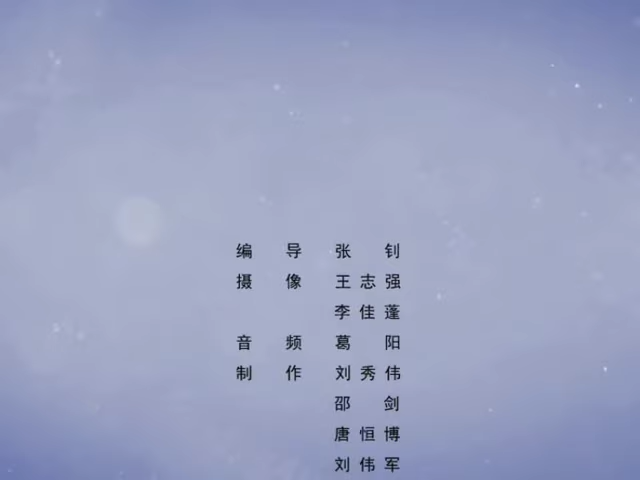 编导 张钊
摄像 王志强
李佳蓬
音频 葛阳
制作 刘秀伟
邵剑
唐恒博
刘伟军